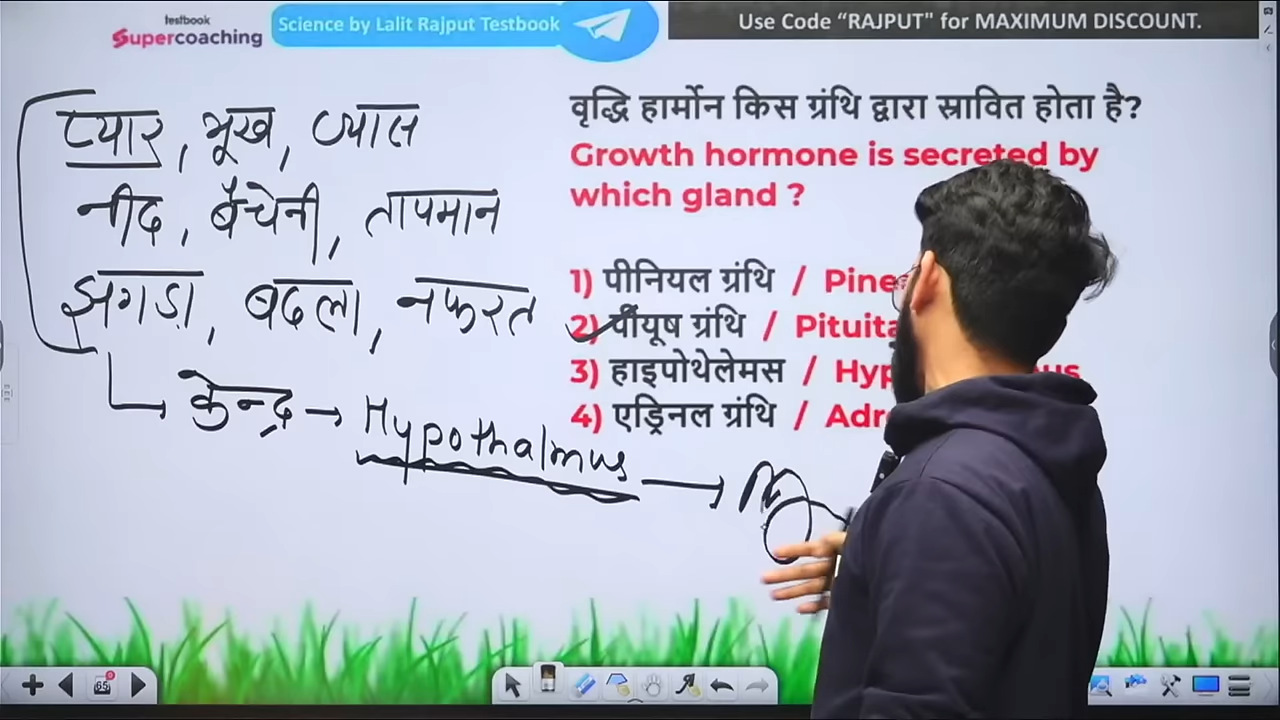 testbook
Supercoaching
Science by Lalit Rajput Testbook
Use Code “RAJPUT" for MAXIMUM DISCOUNT.
वृद्धि हार्मोन किस ग्रंथि द्वारा स्रावित होता है?
Growth hormone is secreted by
which gland ?
1) पीनियल ग्रंथि / Pine
2) पीयूष ग्रंथि / Pituita
3) हाइपोथेलेमस / Hyp us
4) एड्रिनल ग्रंथि / Adr
प्यार, भूख, प्यास
नीद, बैचेनी, तापमान
झगडा, बदला, नफरत
केन्द्र → Hypothalmus →
65